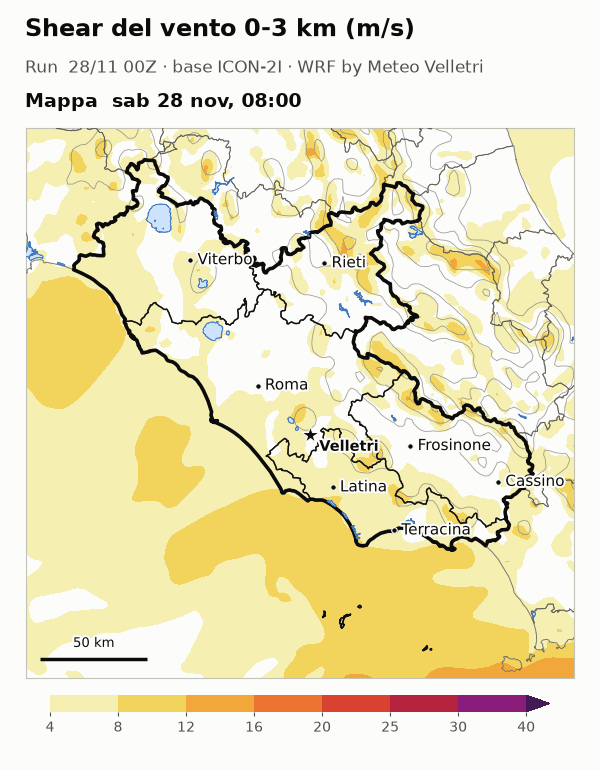 Shear del vento 0-3 km (m/s)
Run  28/11 00Z · base ICON-2I · WRF by Meteo Velletri
Mappa  sab 28 nov, 08:00
Viterbo
Rieti
Roma
Velletri
Frosinone
Latina
Cassino
Terracina
50 km
4 8 12 16 20 25 30 40